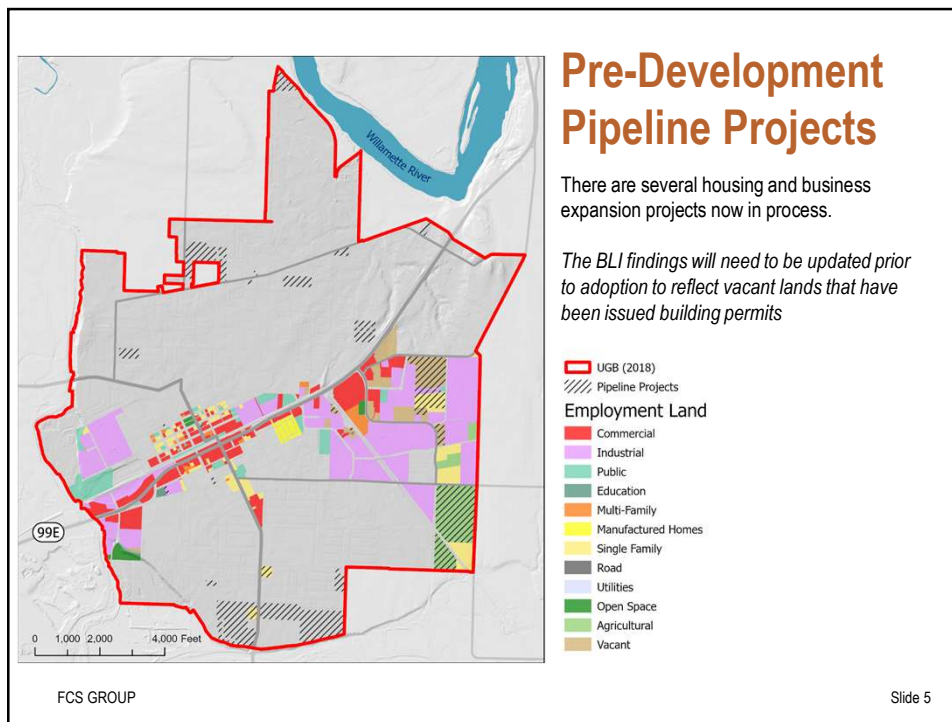 Pre-Development
Pipeline Projects
There are several housing and business
expansion projects now in process.
The BLI findings will need to be updated prior
to adoption to reflect vacant lands that have
been issued building permits
Willamette River
99E
0 1,000 2,000 4,000 Feet
UGB (2018)
Pipeline Projects
Employment Land
Commercial
Industrial
Public
Education
Multi-Family
Manufactured Homes
Single Family
Road
Utilities
Open Space
Agricultural
Vacant
FCS GROUP
Slide 5